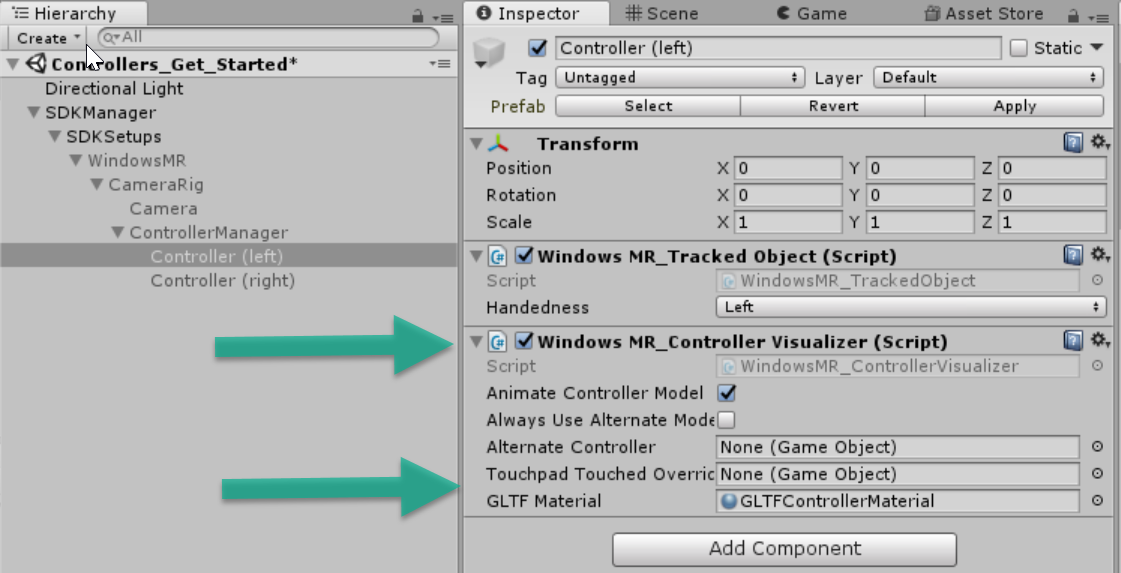 Hierarchy
Create
All
Controllers_Get_Started*
Directional Light
SDKManager
SDKSetups
WindowsMR
CameraRig
Camera
ControllerManager
Controller (left)
Controller (right)
Inspector Scene Game Asset Store
Controller (left) Static
Tag Untagged Layer Default
Prefab Select Revert Apply
Transform
Position X 0 Y 0 Z 0
Rotation X 0 Y 0 Z 0
Scale X 1 Y 1 Z 1
Windows MR_Tracked Object (Script)
Script WindowsMR_TrackedObject
Handedness Left
Windows MR_Controller Visualizer (Script)
Script WindowsMR_ControllerVisualizer
Animate Controller Model
Always Use Alternate Mode
Alternate Controller None (Game Object)
Touchpad Touched Overric None (Game Object)
GLTF Material GLTFControllerMaterial
Add Component